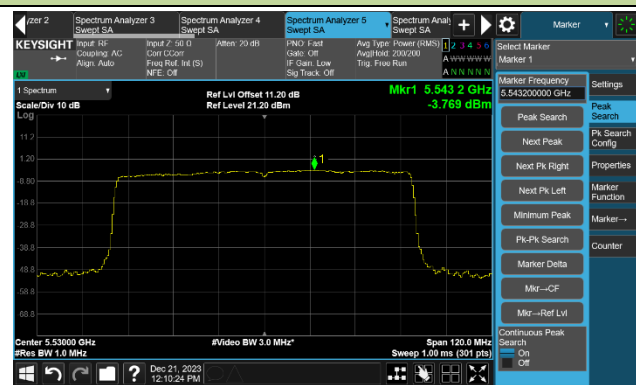 yzer 2
Spectrum Analyzer 3
Swept SA
Spectrum Analyzer 4
Swept SA
Spectrum Analyzer 5
Swept SA
Spectrum Analy
Swept SA
Marker
KEYSIGHT
Input: RF
Coupling: AC
Align: Auto
Input Z: 50 Ω
Corr CCorr
Freq Ref: Int (S)
NFE: Off
Atten: 20 dB
PNO: Fast
Gate: Off
IF Gain: Low
Sig Track: Off
Avg Type: Power (RMS)
Avg|Hold: 200/200
Trig: Free Run
1 2 3 4 5 6
A W W W W W
A N N N N N
LXI
Select Marker
Marker 1
1 Spectrum
Scale/Div 10 dB
Log
Ref Lvl Offset 11.20 dB
Ref Level 21.20 dBm
Mkr1 5.543 2 GHz
-3.769 dBm
11.2
1.20
-8.80
-18.8
-28.8
-38.8
-48.8
-58.8
-68.8
1
Center 5.53000 GHz
#Res BW 1.0 MHz
#Video BW 3.0 MHz*
Span 120.0 MHz
Sweep 1.00 ms (301 pts)
Marker Frequency
5.543200000 GHz
Peak Search
Next Peak
Next Pk Right
Next Pk Left
Minimum Peak
Pk-Pk Search
Marker Delta
Mkr→CF
Mkr→Ref Lvl
Continuous Peak
Search
On
Off
Settings
Peak
Search
Pk Search
Config
Properties
Marker
Function
Marker→
Counter
Dec 21, 2023
12:10:24 PM